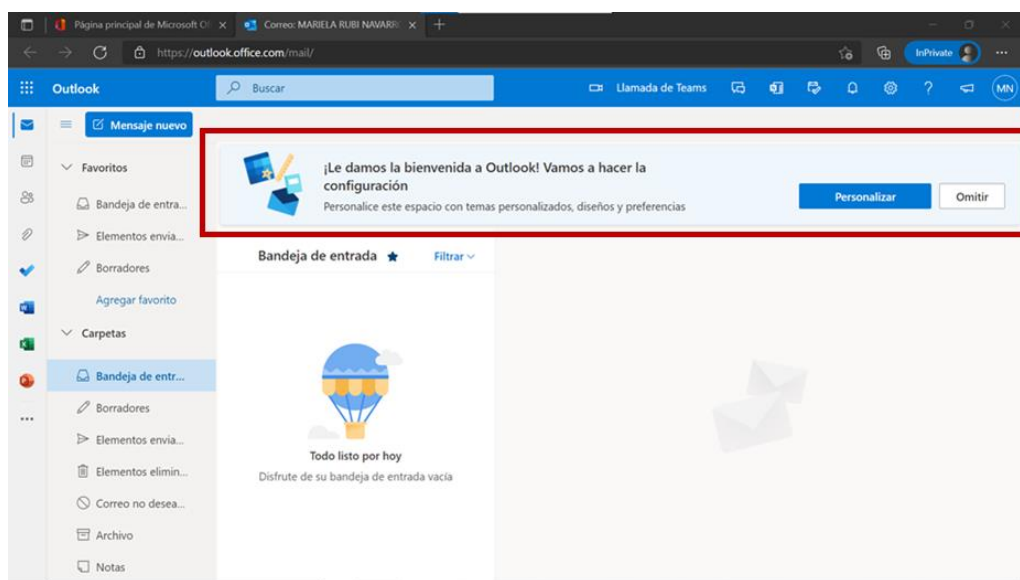 Página principal de Microsoft Of
Correo: MARIELA RUBI NAVARR
https://outlook.office.com/mail/
InPrivate
Outlook
Buscar
Llamada de Teams
MN
Mensaje nuevo
¡Le damos la bienvenida a Outlook! Vamos a hacer la
configuración
Personalice este espacio con temas personalizados, diseños y preferencias
Personalizar
Omitir
Favoritos
Bandeja de entra...
Elementos envia...
Borradores
Agregar favorito
Carpetas
Bandeja de entr...
Borradores
Elementos envia...
Elementos elimin...
Correo no desea...
Archivo
Notas
Bandeja de entrada
Filtrar
Todo listo por hoy
Disfrute de su bandeja de entrada vacía